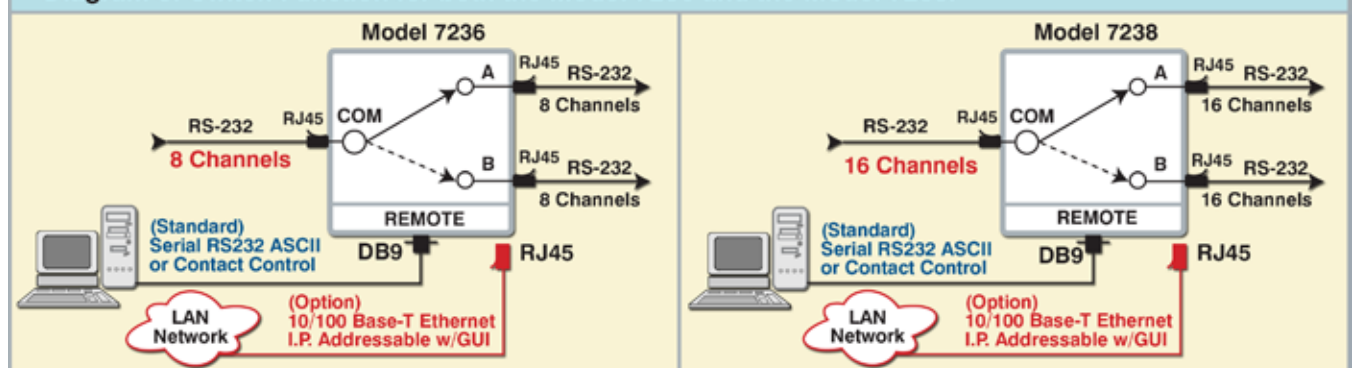 Model 7236
RJ45
A
RS-232
8 Channels
RS-232
RJ45
COM
8 Channels
RJ45
B
RS-232
8 Channels
REMOTE
(Standard)
Serial RS232 ASCII
or Contact Control
DB9
RJ45
LAN
Network
(Option)
10/100 Base-T Ethernet
I.P. Addressable w/GUI
Model 7238
RJ45
A
RS-232
16 Channels
RS-232
RJ45
COM
16 Channels
RJ45
B
RS-232
16 Channels
REMOTE
(Standard)
Serial RS232 ASCII
or Contact Control
DB9
RJ45
LAN
Network
(Option)
10/100 Base-T Ethernet
I.P. Addressable w/GUI